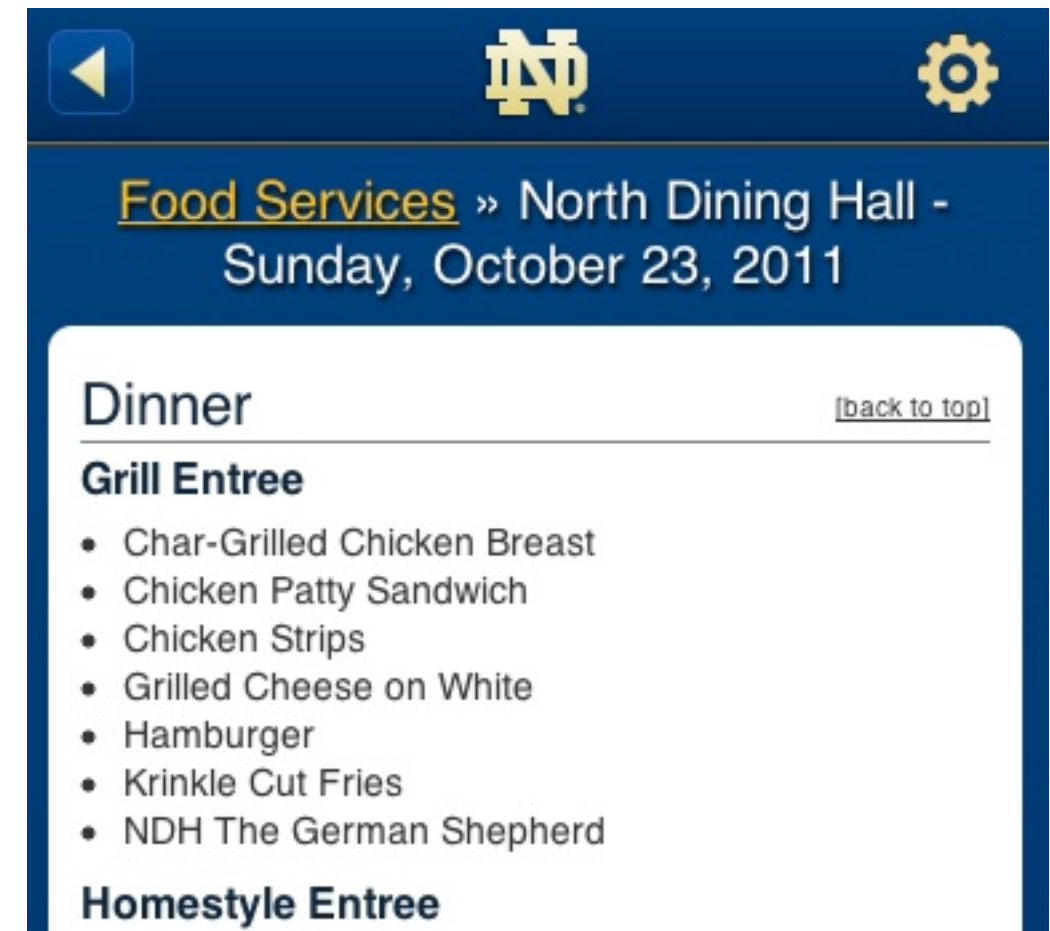 ND
Food Services » North Dining Hall -
Sunday, October 23, 2011
Dinner
[back to top]
Grill Entree
• Char-Grilled Chicken Breast
• Chicken Patty Sandwich
• Chicken Strips
• Grilled Cheese on White
• Hamburger
• Krinkle Cut Fries
• NDH The German Shepherd
Homestyle Entree